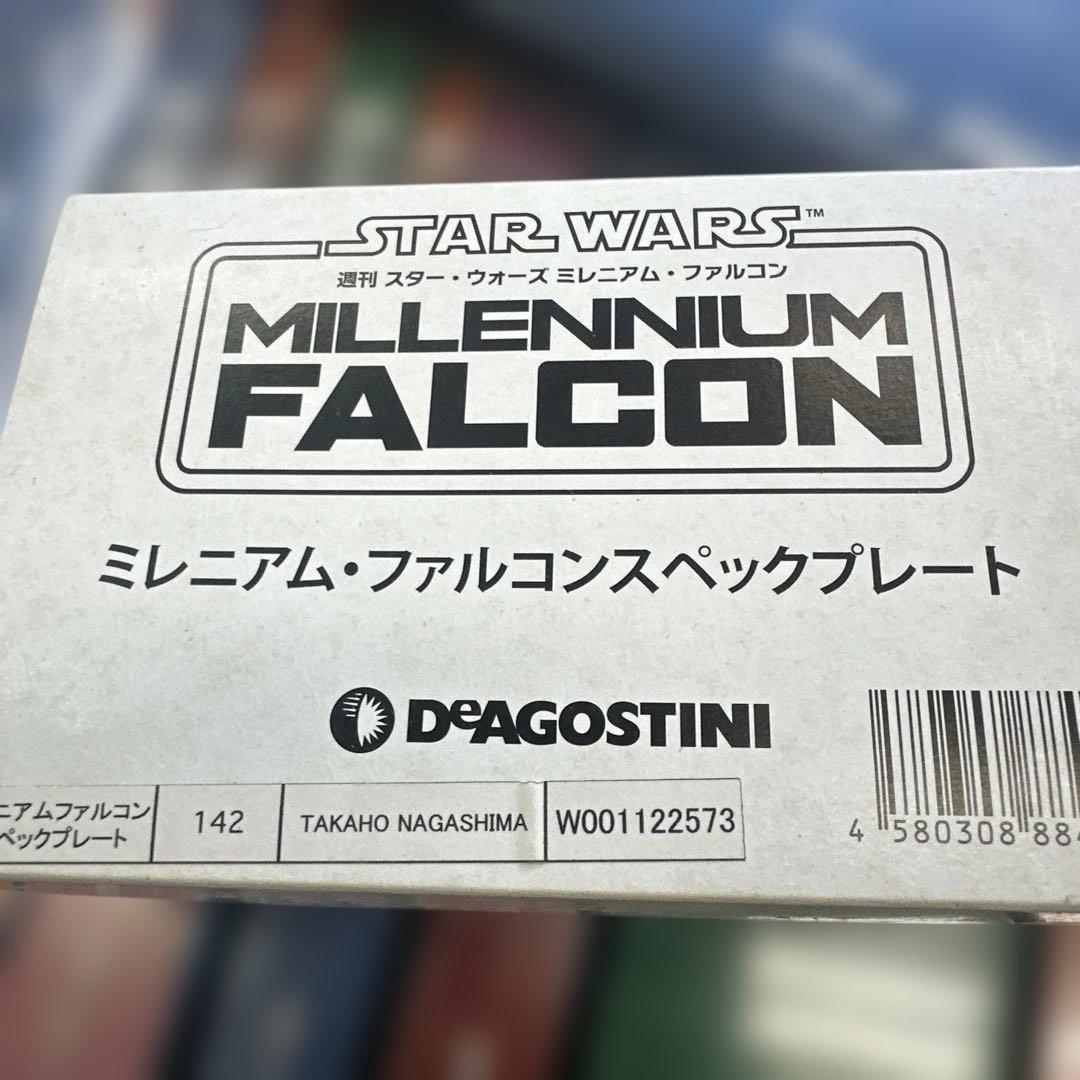 STAR WARS™
週刊 スター・ウォーズ ミレニアム・ファルコン
MILLENNIUM
FALCON
ミレニアム・ファルコンスペックプレート
DeAGOSTINI
ニアムファルコン
ペックプレート
142
TAKAHO NAGASHIMA
W001122573
4 580308 884